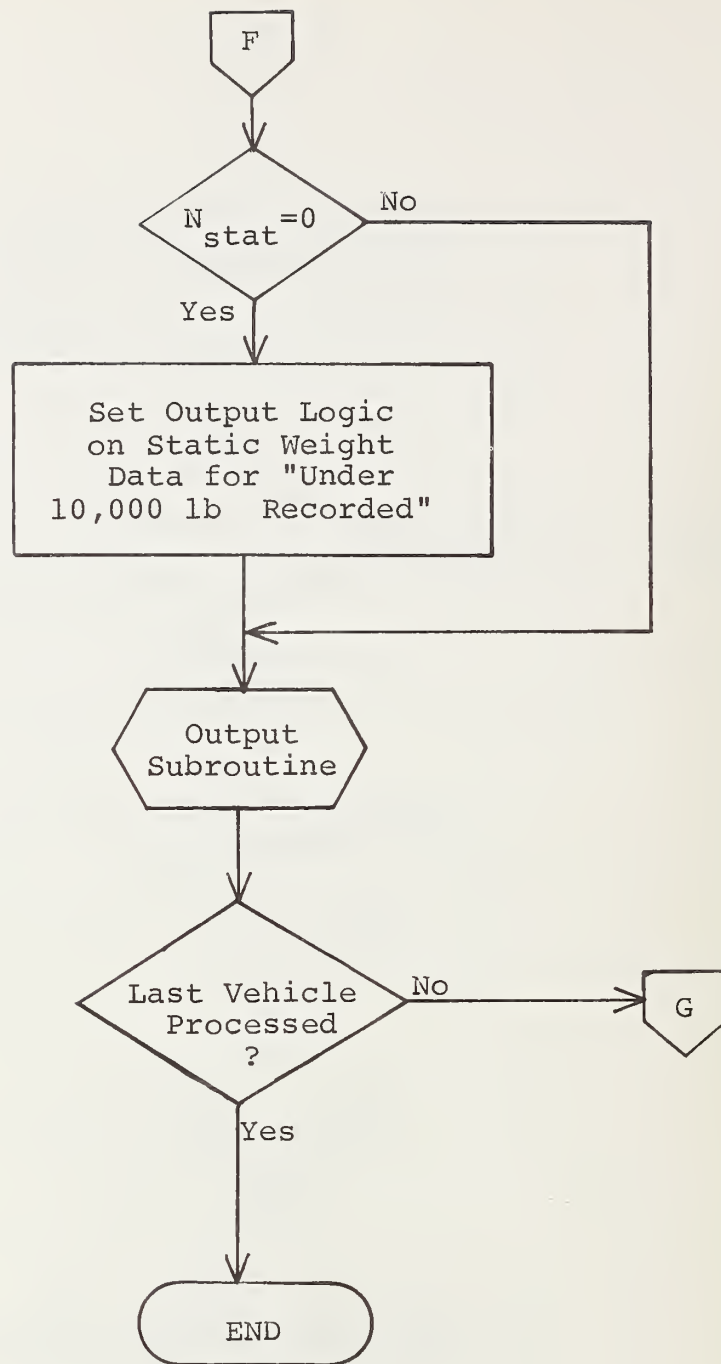 F
N stat =0
No
Yes
Set Output Logic
on Static Weight
Data for "Under
10,000 lb Recorded"
Output
Subroutine
Last Vehicle
Processed
?
No
G
Yes
END